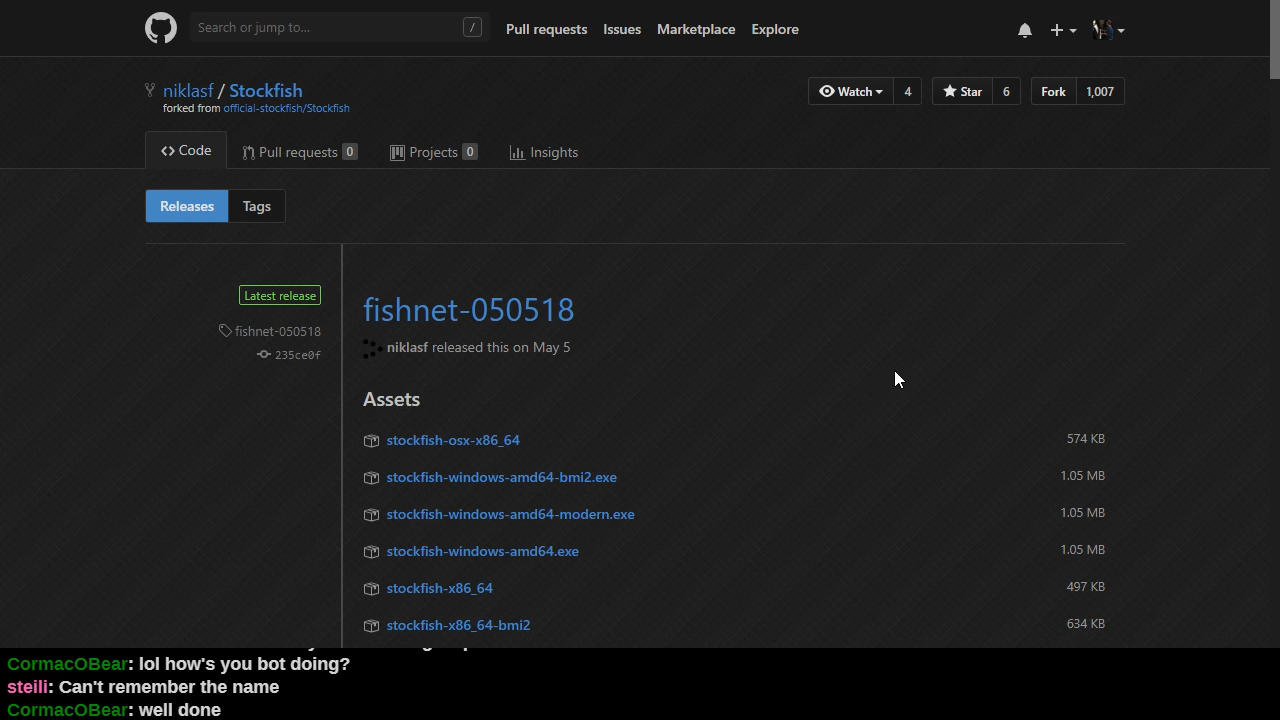 Search or jump to... /
Pull requests Issues Marketplace Explore
niklasf / Stockfish
forked from official-stockfish/Stockfish
Watch 4 Star 6 Fork 1,007
Code Pull requests 0 Projects 0 Insights
Releases Tags
Latest release
fishnet-050518
235ce0f
fishnet-050518
niklasf released this on May 5
Assets
stockfish-osx-x86_64 574 KB
stockfish-windows-amd64-bmi2.exe 1.05 MB
stockfish-windows-amd64-modern.exe 1.05 MB
stockfish-windows-amd64.exe 1.05 MB
stockfish-x86_64 497 KB
stockfish-x86_64-bmi2 634 KB
CormacOBear: lol how's you bot doing?
steili: Can't remember the name
CormacOBear: well done